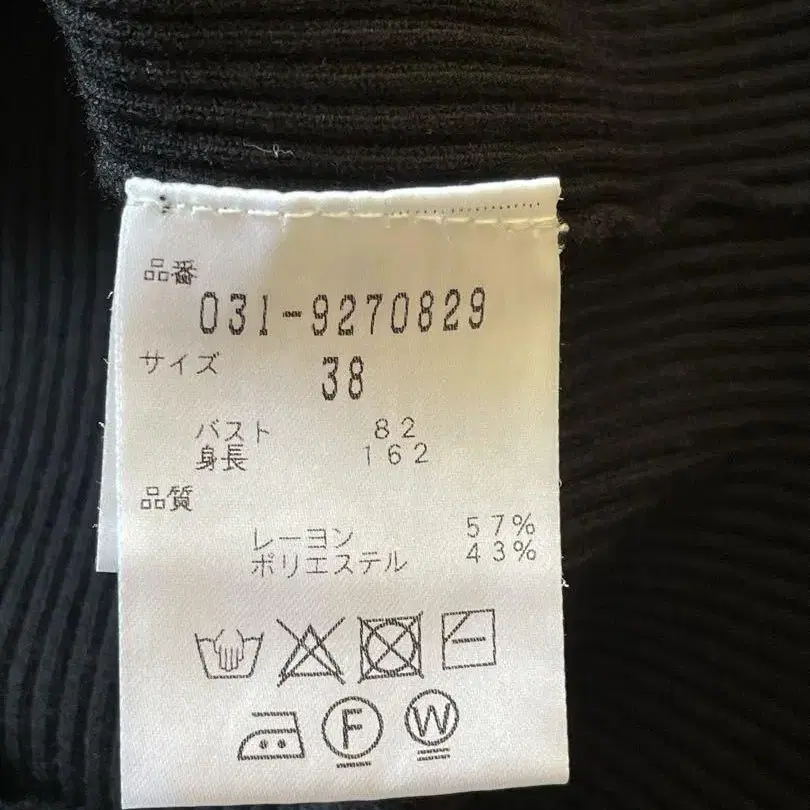 品番
031-9270829
サイズ 38
バスト 82
身長 162
品質
レーヨン 57%
ポリエステル 43%
F W